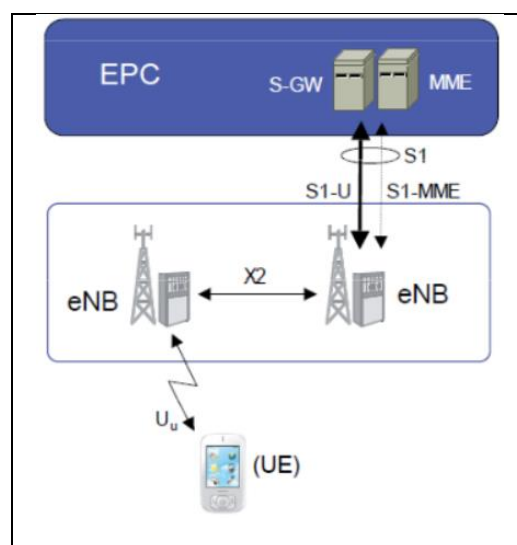 EPC
S-GW
MME
S1
S1-U
S1-MME
eNB
X2
eNB
Uu
(UE)